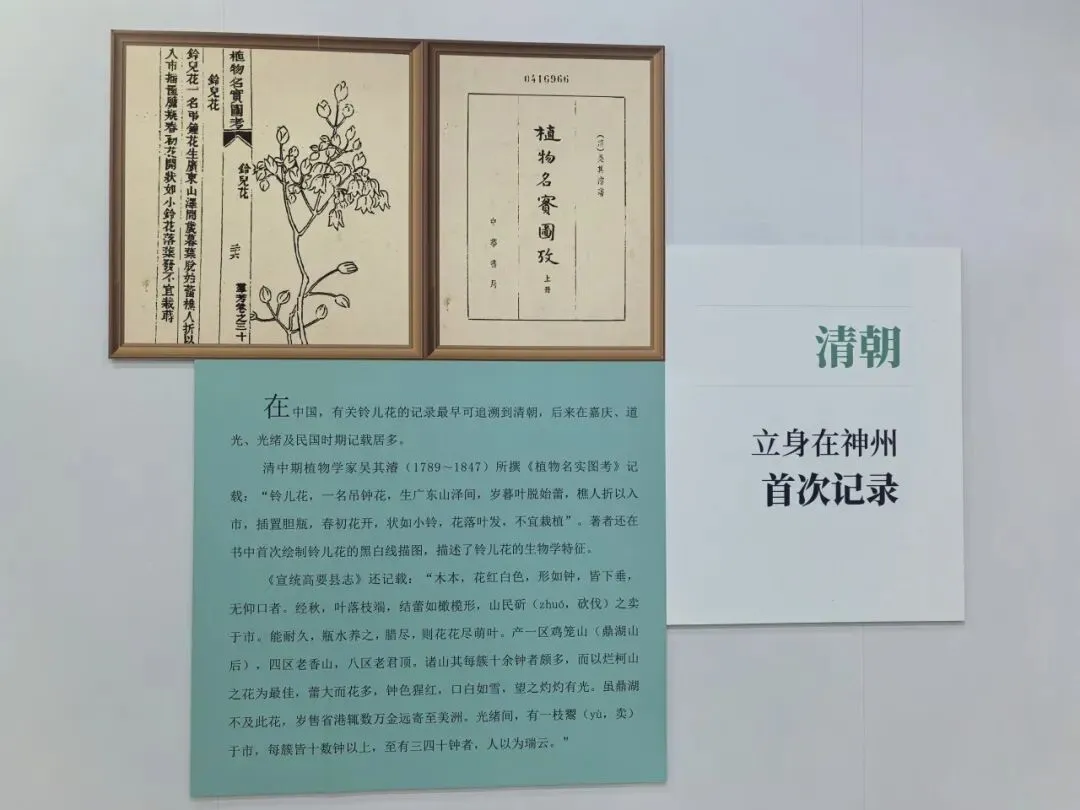 植物名實圖考
鈴兒花
鈴兒花
三六
羣芳卷之三十
鈴兒花一名弔鐘花生廣東山澤間歲暮葉脫始蕾樵人折以
入市插置膽瓶春初花開狀如小鈴花落葉發不宜栽蒔
0416966
(清)吳其濬著
植物名實圖攷
上冊
中華書局
清朝
立身在神州
首次记录
在中国，有关铃儿花的记录最早可追溯到清朝，后来在嘉庆、道
光、光绪及民国时期记载居多。
清中期植物学家吴其濬（1789～1847）所撰《植物名实图考》记
载：“铃儿花，一名吊钟花，生广东山泽间，岁暮叶脱始蕾，樵人折以入
市，插置胆瓶，春初花开，状如小铃，花落叶发，不宜栽植”。著者还在
书中首次绘制铃儿花的黑白线描图，描述了铃儿花的生物学特征。
《宣统高要县志》还记载：“木本，花红白色，形如钟，皆下垂，
无仰口者。经秋，叶落枝端，结蕾如橄榄形，山民斫（zhuó，砍伐）之卖
于市。能耐久，瓶水养之，腊尽，则花花尽萌叶。产一区鸡笼山（鼎湖山
后），四区老香山，八区老君顶。诸山其每簇十余钟者颇多，而以烂柯山
之花为最佳，蕾大而花多，钟色猩红，口白如雪，望之灼灼有光。虽鼎湖
不及此花，岁售省港辄数万金远寄至美洲。光绪间，有一枝鬻（yù，卖）
于市，每簇皆十数钟以上，至有三四十钟者，人以为瑞云。”